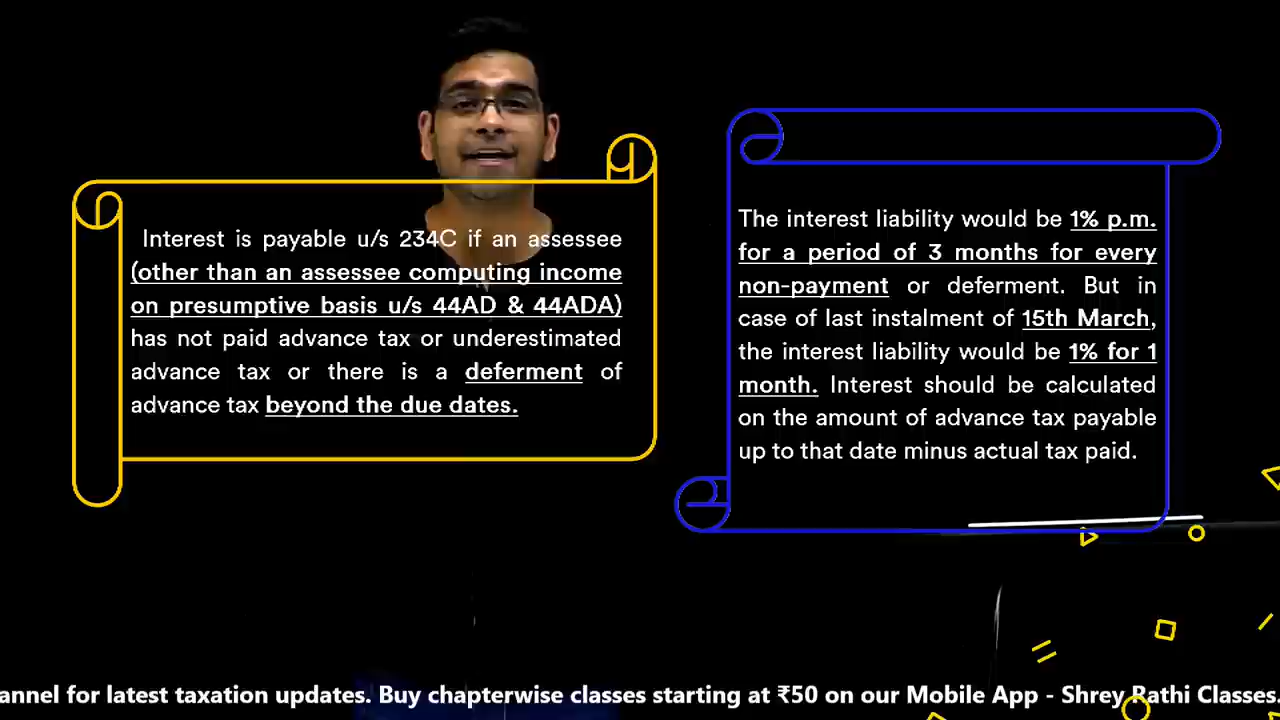 Interest is payable u/s 234C if an assessee
(other than an assessee computing income
on presumptive basis u/s 44AD & 44ADA)
has not paid advance tax or underestimated
advance tax or there is a deferment of
advance tax beyond the due dates.
The interest liability would be 1% p.m.
for a period of 3 months for every
non-payment or deferment. But in
case of last instalment of 15th March,
the interest liability would be 1% for 1
month. Interest should be calculated
on the amount of advance tax payable
up to that date minus actual tax paid.
annel for latest taxation updates. Buy chapterwise classes starting at ₹50 on our Mobile App - Shrey Rathi Classes.